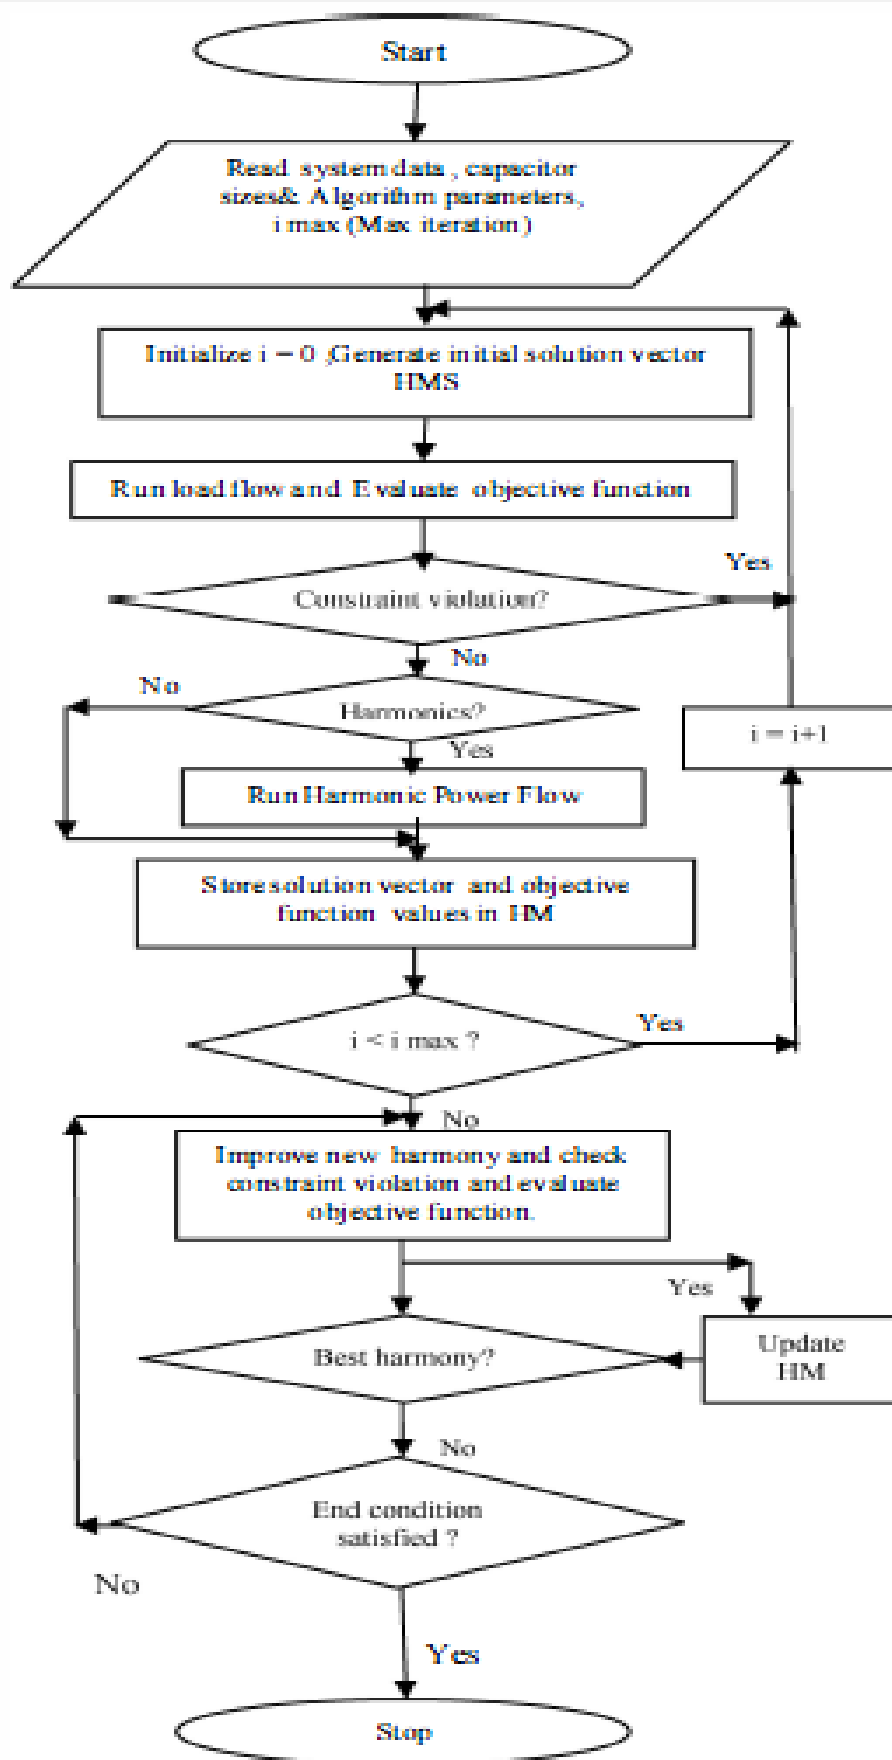 Start
Read system data , capacitor
sizes& Algorithm parameters,
i max (Max iteration)
Initialize i = 0 ,Generate initial solution vector
HMS
Run load flow and Evaluate objective function
Yes
Constraint violation?
No
No
Harmonics?
i = i+1
Yes
Run Harmonic Power Flow
Store solution vector and objective
function values in HM
Yes
i < i max ?
No
Improve new harmony and check
constraint violation and evaluate
objective function.
Yes
Best harmony?
Update
HM
No
End condition
satisfied ?
No
Yes
Stop